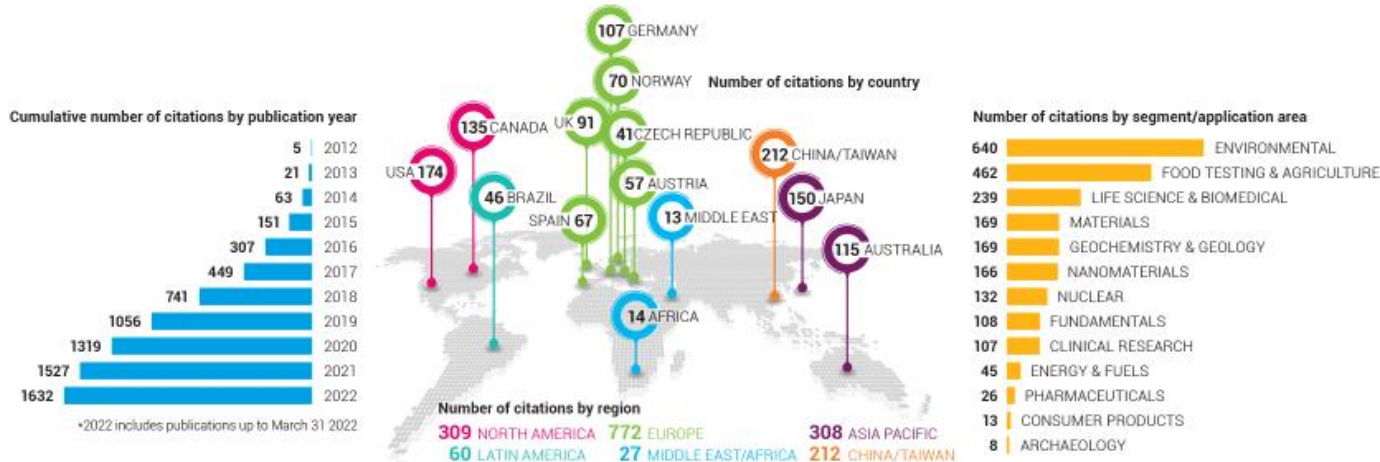 Cumulative number of citations by publication year
5 2012
21 2013
63 2014
151 2015
307 2016
449 2017
741 2018
1056 2019
1319 2020
1527 2021
1632 2022
*2022 includes publications up to March 31 2022
Number of citations by country
107 GERMANY
70 NORWAY
135 CANADA
UK 91
41 CZECH REPUBLIC
212 CHINA/TAIWAN
USA 174
46 BRAZIL
57 AUSTRIA
150 JAPAN
SPAIN 67
13 MIDDLE EAST
115 AUSTRALIA
14 AFRICA
Number of citations by region
309 NORTH AMERICA 772 EUROPE 308 ASIA PACIFIC
60 LATIN AMERICA 27 MIDDLE EAST/AFRICA 212 CHINA/TAIWAN
Number of citations by segment/application area
640 ENVIRONMENTAL
462 FOOD TESTING & AGRICULTURE
239 LIFE SCIENCE & BIOMEDICAL
169 MATERIALS
169 GEOCHEMISTRY & GEOLOGY
166 NANOMATERIALS
132 NUCLEAR
108 FUNDAMENTALS
107 CLINICAL RESEARCH
45 ENERGY & FUELS
26 PHARMACEUTICALS
13 CONSUMER PRODUCTS
8 ARCHAEOLOGY